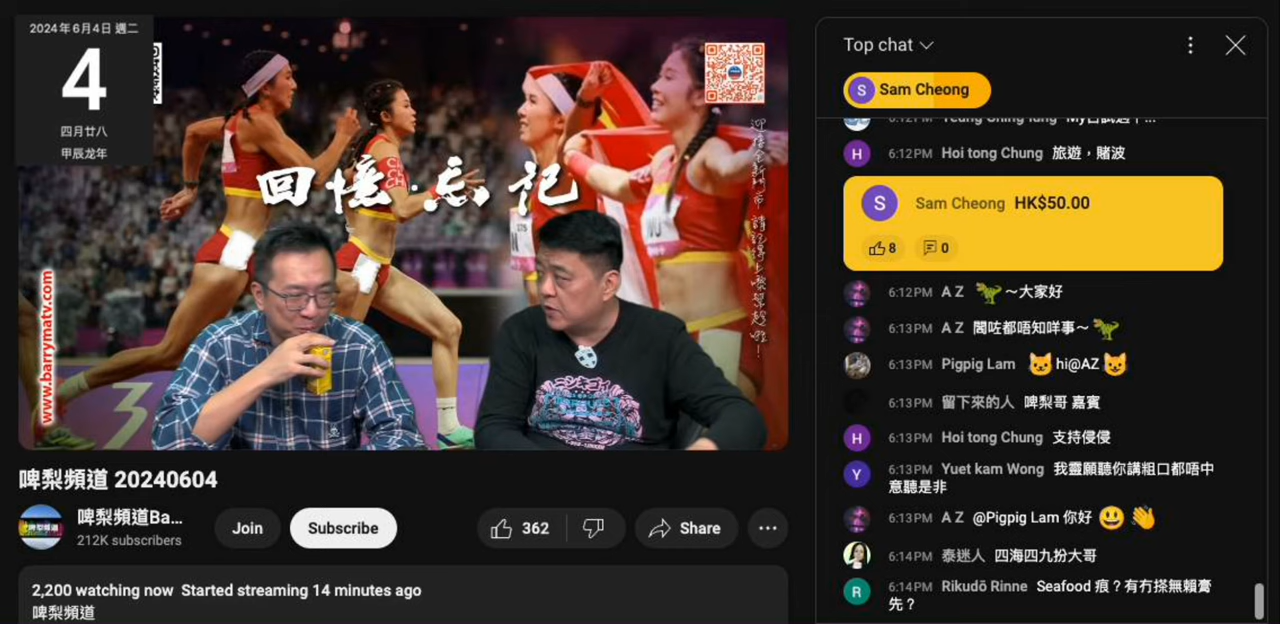 2024年6月4日 週二
4
四月廿八
甲辰龙年
回憶·忘記
www.barrymatv.com
啤梨頻道 20240604
啤梨頻道Ba...
212K subscribers
Join
Subscribe
362
Share
2,200 watching now Started streaming 14 minutes ago
啤梨頻道
Top chat
S Sam Cheong
H 6:12PM Hoi tong Chung 旅遊，賭波
S Sam Cheong HK$50.00
8 0
6:12PM A Z ～大家好
6:13PM A Z 閣咗都唔知咩事～
6:13PM Pigpig Lam hi@AZ
6:13PM 留下來的人 啤梨哥 嘉賓
H 6:13PM Hoi tong Chung 支持侵侵
Y 6:13PM Yuet kam Wong 我靈願聽你講粗口都唔中
意聽是非
6:13PM A Z @Pigpig Lam 你好
6:14PM 泰迷人 四海四九扮大哥
R 6:14PM Rikudō Rinne Seafood 痕？有冇搽無賴膏
先？